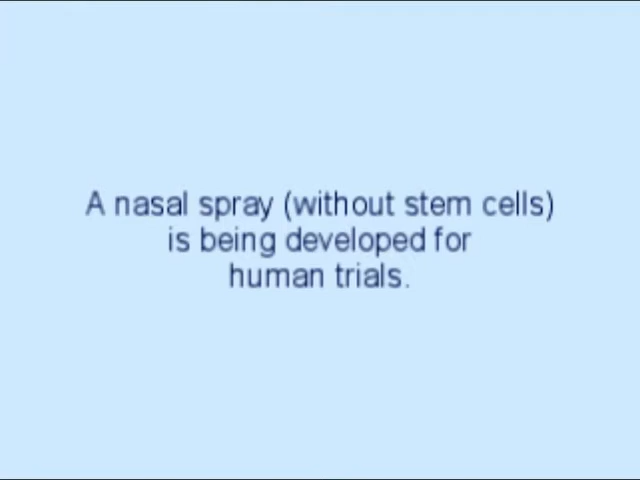 A nasal spray (without stem cells)
is being developed for
human trials.